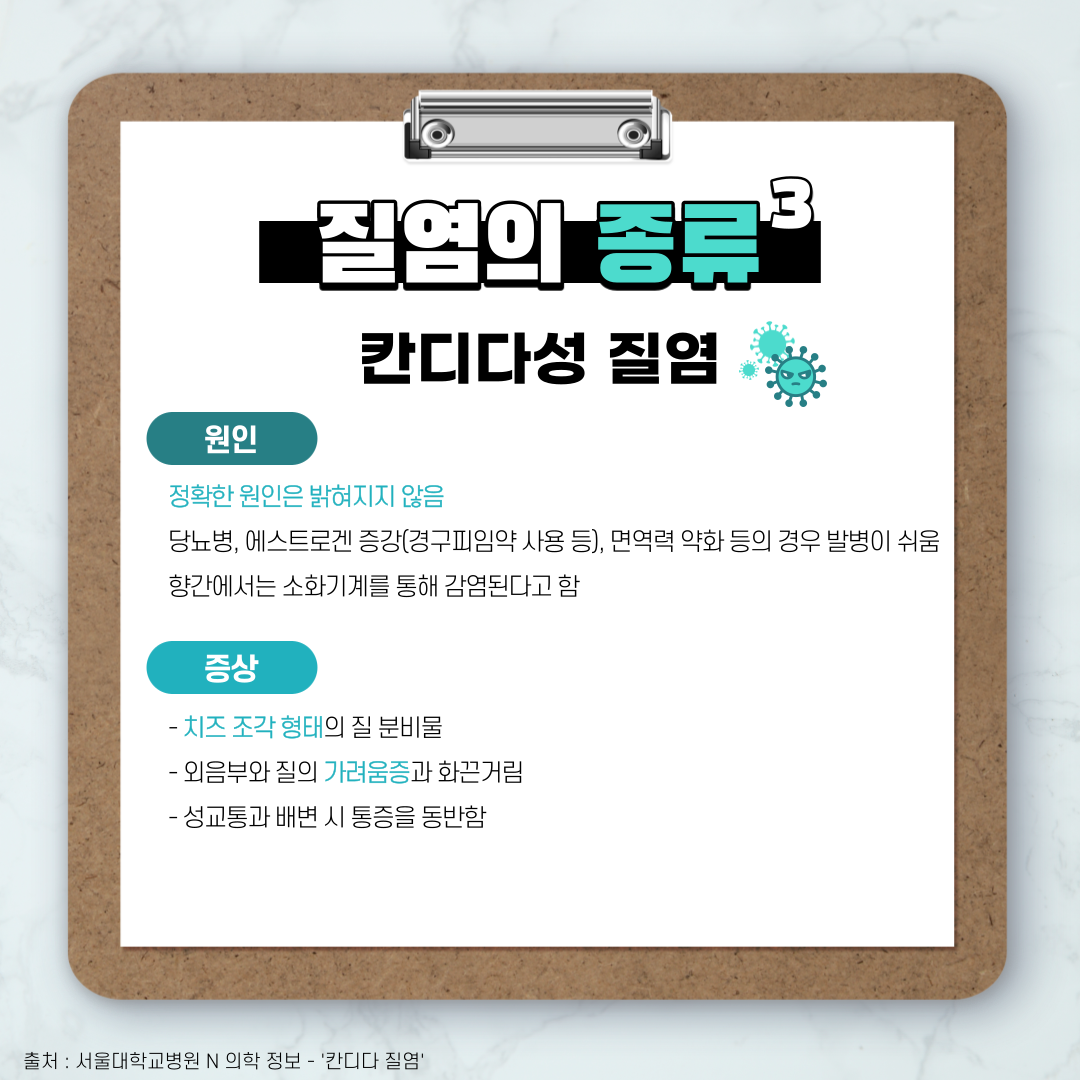 질염의 종류 3
칸디다성 질염
원인
정확한 원인은 밝혀지지 않음
당뇨병, 에스트로겐 증강(경구피임약 사용 등), 면역력 약화 등의 경우 발병이 쉬움
항간에서는 소화기계를 통해 감염된다고 함
증상
- 치즈 조각 형태의 질 분비물
- 외음부와 질의 가려움증과 화끈거림
- 성교통과 배변 시 통증을 동반함
출처 : 서울대학교병원 N 의학 정보 - '칸디다 질염'